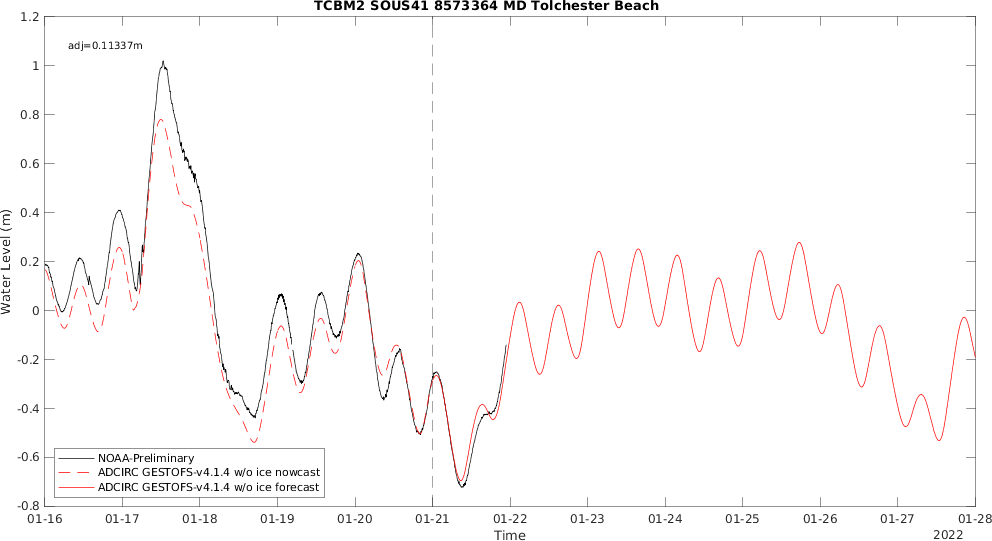 TCBM2 SOUS41 8573364 MD Tolchester Beach
adj=0.11337m
1.2
1
0.8
0.6
0.4
0.2
0
-0.2
-0.4
-0.6
-0.8
Water Level (m)
NOAA-Preliminary
ADCIRC GESTOFS-v4.1.4 w/o ice nowcast
ADCIRC GESTOFS-v4.1.4 w/o ice forecast
01-16 01-17 01-18 01-19 01-20 01-21 01-22 01-23 01-24 01-25 01-26 01-27 01-28
Time
2022